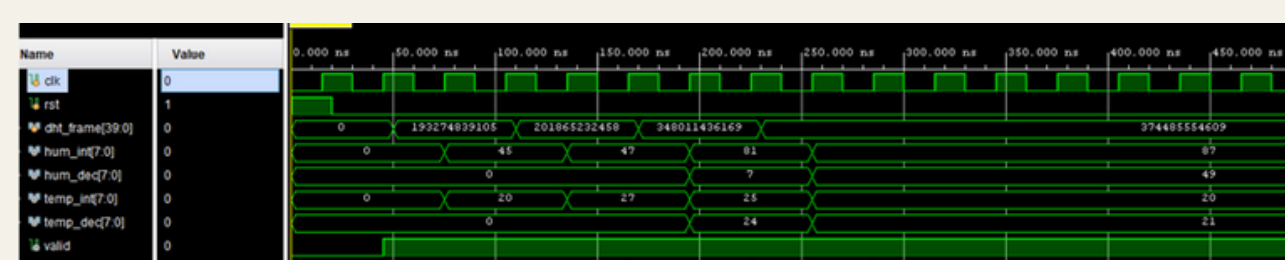 Name Value 0.000 ns 50.000 ns 100.000 ns 150.000 ns 200.000 ns 250.000 ns 300.000 ns 350.000 ns 400.000 ns 450.000 ns
clk 0
rst 1
dht_frame[39:0] 0 0 193274839105 201865232458 348011436169 374485554609
hum_int[7:0] 0 0 45 47 81 87
hum_dec[7:0] 0 0 7 49
temp_int[7:0] 0 0 20 27 25 20
temp_dec[7:0] 0 0 24 21
valid 0